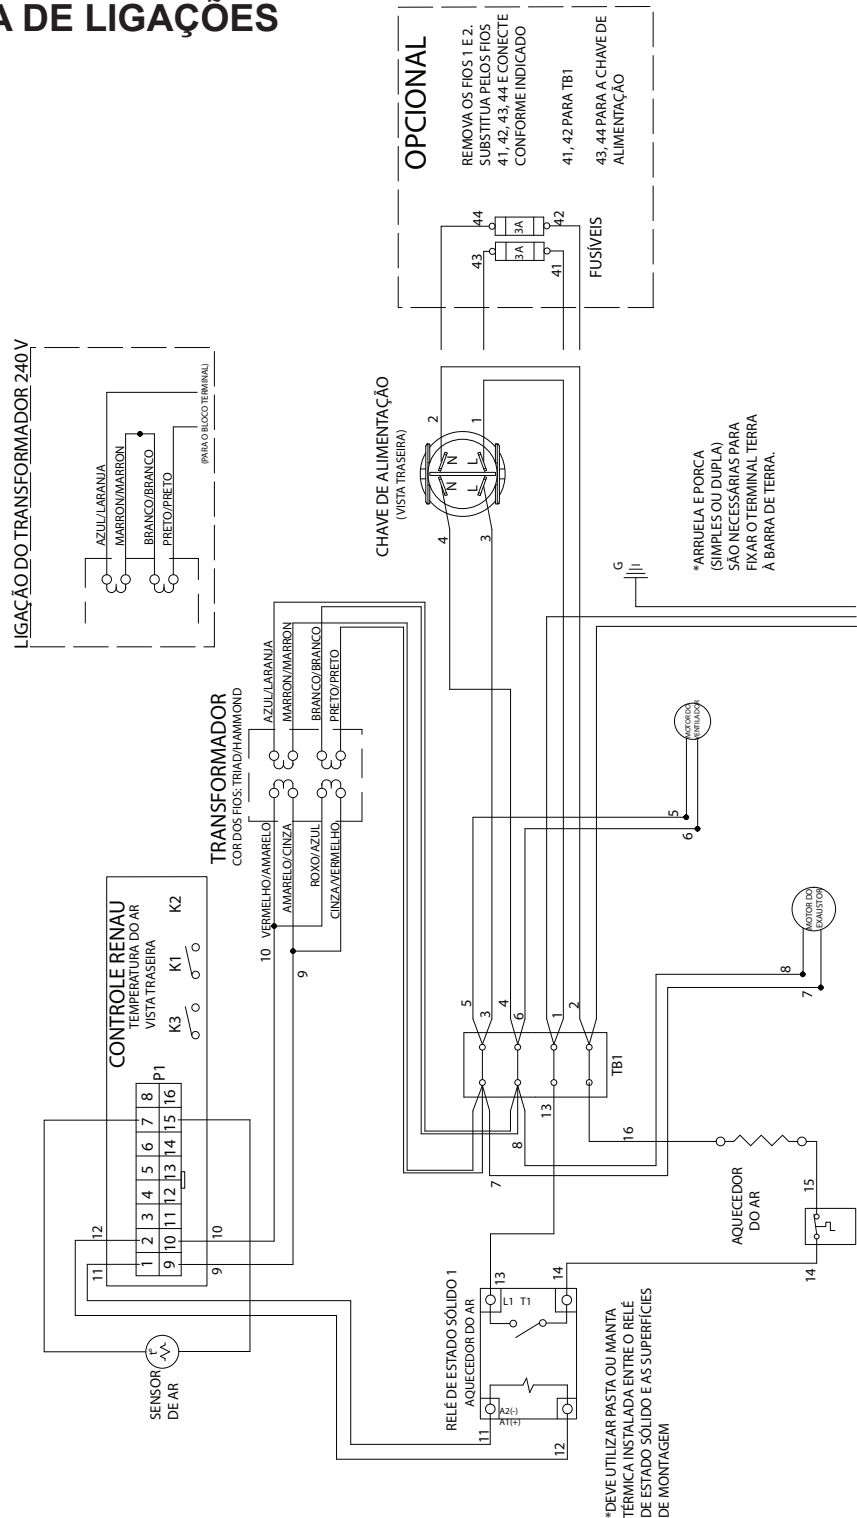 A DE LIGAÇÕES
OPCIONAL
REMOVA OS FIOS 1 E 2.
SUBSTITUA PELOS FIOS
41, 42, 43, 44 E CONECTE
CONFORME INDICADO
41, 42 PARA TB1
43, 44 PARA A CHAVE DE
ALIMENTAÇÃO
44
42
3A
43
41
3A
FUSÍVEIS
LIGAÇÃO DO TRANSFORMADOR 240 V
AZUL/LARANJA
MARRON/MARRON
BRANCO/BRANCO
PRETO/PRETO
(PARA O BLOCO TERMINAL)
CHAVE DE ALIMENTAÇÃO
(VISTA TRASEIRA)
2
1
N
N
L
L
4
3
*ARRUELA E PORCA
(SIMPLES OU DUPLA)
SÃO NECESSÁRIAS PARA
FIXAR O TERMINAL TERRA
À BARRA DE TERRA.
G
TRANSFORMADOR
COR DOS FIOS: TRIAD/HAMMOND
AZUL/LARANJA
MARRON/MARRON
BRANCO/BRANCO
PRETO/PRETO
VERMELHO/AMARELO
AMARELO/CINZA
ROXO/AZUL
CINZA/VERMELHO
10
9
MOTOR DO
VENTILADOR
5
6
MOTOR DO
EXAUSTOR
8
7
CONTROLE RENAU
TEMPERATURA DO AR
VISTA TRASEIRA
K3
K1
K2
P1
1 2 3 4 5 6 7 8
9 10 11 12 13 14 15 16
11
12
9
10
SENSOR
DE AR
t°
5
3
4
6
1
2
TB1
7
8
13
16
AQUECEDOR
DO AR
15
14
RELÉ DE ESTADO SÓLIDO 1
AQUECEDOR DO AR
13
14
L1 T1
A2(-)
A1(+)
11
12
*DEVE UTILIZAR PASTA OU MANTA
TÉRMICA INSTALADA ENTRE O RELÉ
DE ESTADO SÓLIDO E AS SUPERFÍCIES
DE MONTAGEM